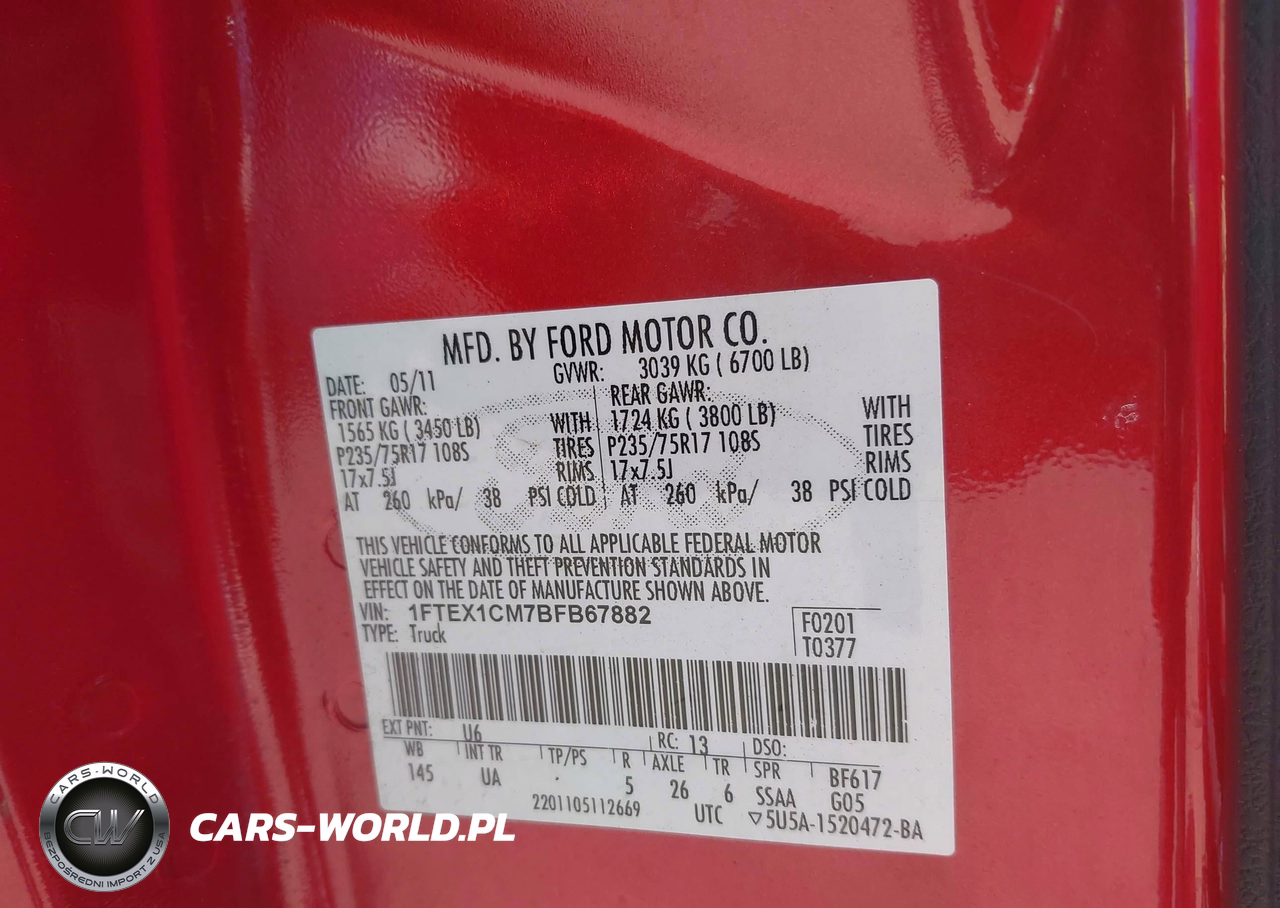 MFD. BY FORD MOTOR CO.
DATE: 05/11 GVWR: 3039 KG ( 6700 LB)
FRONT GAWR: REAR GAWR:
1565 KG ( 3450 LB) WITH 1724 KG ( 3800 LB) WITH
P235/75R17 108S TIRES P235/75R17 108S TIRES
17x7.5J RIMS 17x7.5J RIMS
AT 260 kPa/ 38 PSI COLD AT 260 kPa/ 38 PSI COLD
THIS VEHICLE CONFORMS TO ALL APPLICABLE FEDERAL MOTOR
VEHICLE SAFETY AND THEFT PREVENTION STANDARDS IN
EFFECT ON THE DATE OF MANUFACTURE SHOWN ABOVE.
VIN: 1FTEX1CM7BFB67882 F0201
TYPE: Truck T0377
EXT PNT: U6 RC: 13 DSO:
WB INT TR TP/PS R AXLE TR SPR BF617
145 UA 5 26 6 SSAA G05
2201105112669 UTC ▽5U5A-1520472-BA
CARS-WORLD
CW
BEZPOŚREDNI IMPORT Z USA
CARS-WORLD.PL